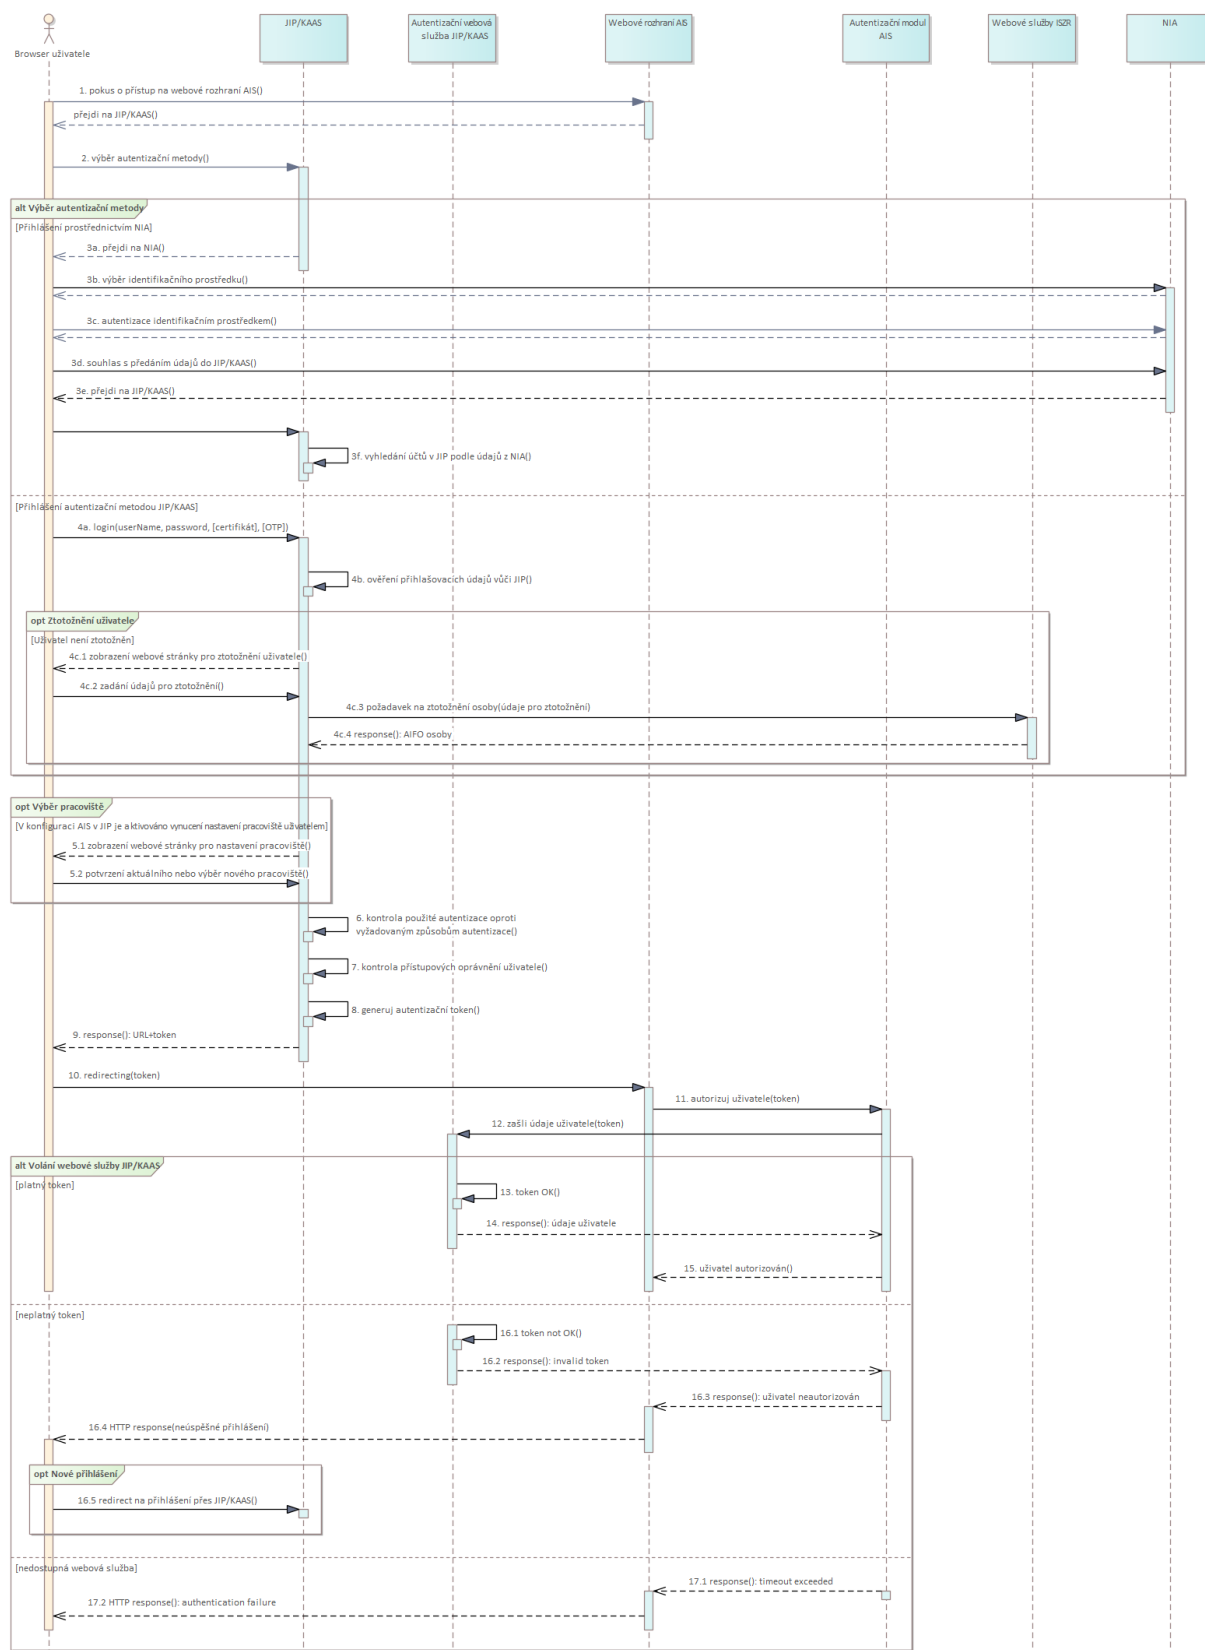 Browser uživatele
JIP/KAAS
Autentizační webová
služba JIP/KAAS
Webové rozhraní AIS
Autentizační modul
AIS
Webové služby ISZR
NIA
1. pokus o přístup na webové rozhraní AIS()
přejdi na JIP/KAAS()
2. výběr autentizační metody()
alt Výběr autentizační metody
[Přihlášení prostřednictvím NIA]
3a. přejdi na NIA()
3b. výběr identifikačního prostředku()
3c. autentizace identifikačním prostředkem()
3d. souhlas s předáním údajů do JIP/KAAS()
3e. přejdi na JIP/KAAS()
3f. vyhledání účtů v JIP podle údajů z NIA()
[Přihlášení autentizační metodou JIP/KAAS]
4a. login(userName, password, [certifikát], [OTP])
4b. ověření přihlašovacích údajů vůči JIP()
opt Ztotožnění uživatele
[Uživatel není ztotožněn]
4c.1 zobrazení webové stránky pro ztotožnění uživatele()
4c.2 zadání údajů pro ztotožnění()
4c.3 požadavek na ztotožnění osoby(údaje pro ztotožnění)
4c.4 response(): AIFO osoby
opt Výběr pracoviště
[V konfiguraci AIS v JIP je aktivováno vynucení nastavení pracoviště uživatelem]
5.1 zobrazení webové stránky pro nastavení pracoviště()
5.2 potvrzení aktuálního nebo výběr nového pracoviště()
6. kontrola použité autentizace oproti
vyžadovaným způsobům autentizace()
7. kontrola přístupových oprávnění uživatele()
8. generuj autentizační token()
9. response(): URL+token
10. redirecting(token)
11. autorizuj uživatele(token)
12. zašli údaje uživatele(token)
alt Volání webové služby JIP/KAAS
[platný token]
13. token OK()
14. response(): údaje uživatele
15. uživatel autorizován()
[neplatný token]
16.1 token not OK()
16.2 response(): invalid token
16.3 response(): uživatel neautorizován
16.4 HTTP response(neúspěšné přihlášení)
opt Nové přihlášení
16.5 redirect na přihlášení přes JIP/KAAS()
[nedostupná webová služba]
17.1 response(): timeout exceeded
17.2 HTTP response(): authentication failure